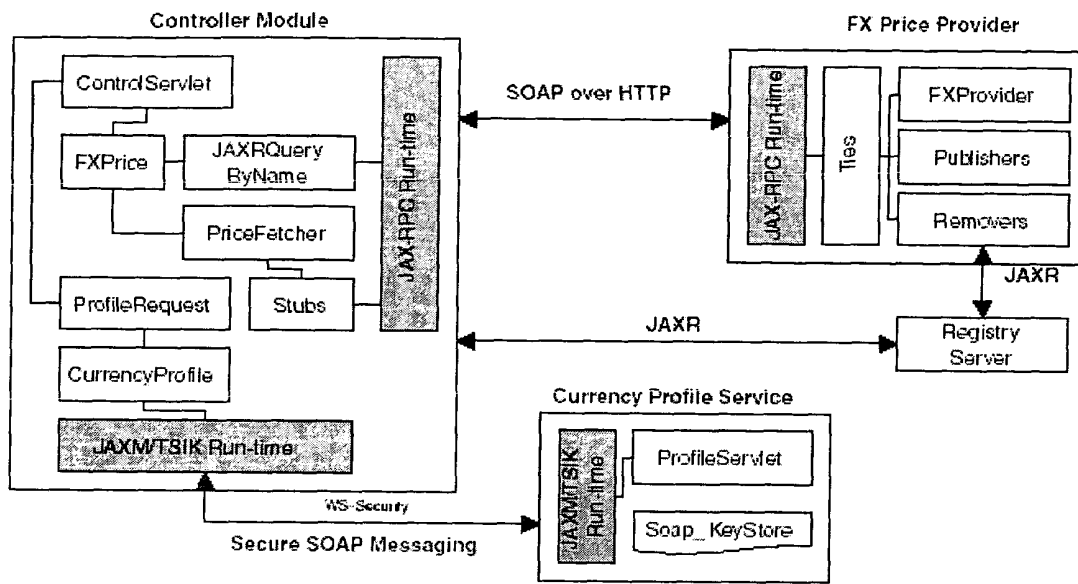 Controller Module
ControlServlet
FXPrice
JAXRQuery
ByName
PriceFetcher
Stubs
JAX-RPC Run-time
ProfileRequest
CurrencyProfile
JAXM/TSIK Run-time
SOAP over HTTP
FX Price Provider
JAX-RPC Run-time
Ties
FXProvider
Publishers
Removers
JAXR
JAXR
Registry
Server
Currency Profile Service
JAXM/TSIK
Run-time
ProfileServlet
Soap_KeyStore
WS-Security
Secure SOAP Messaging